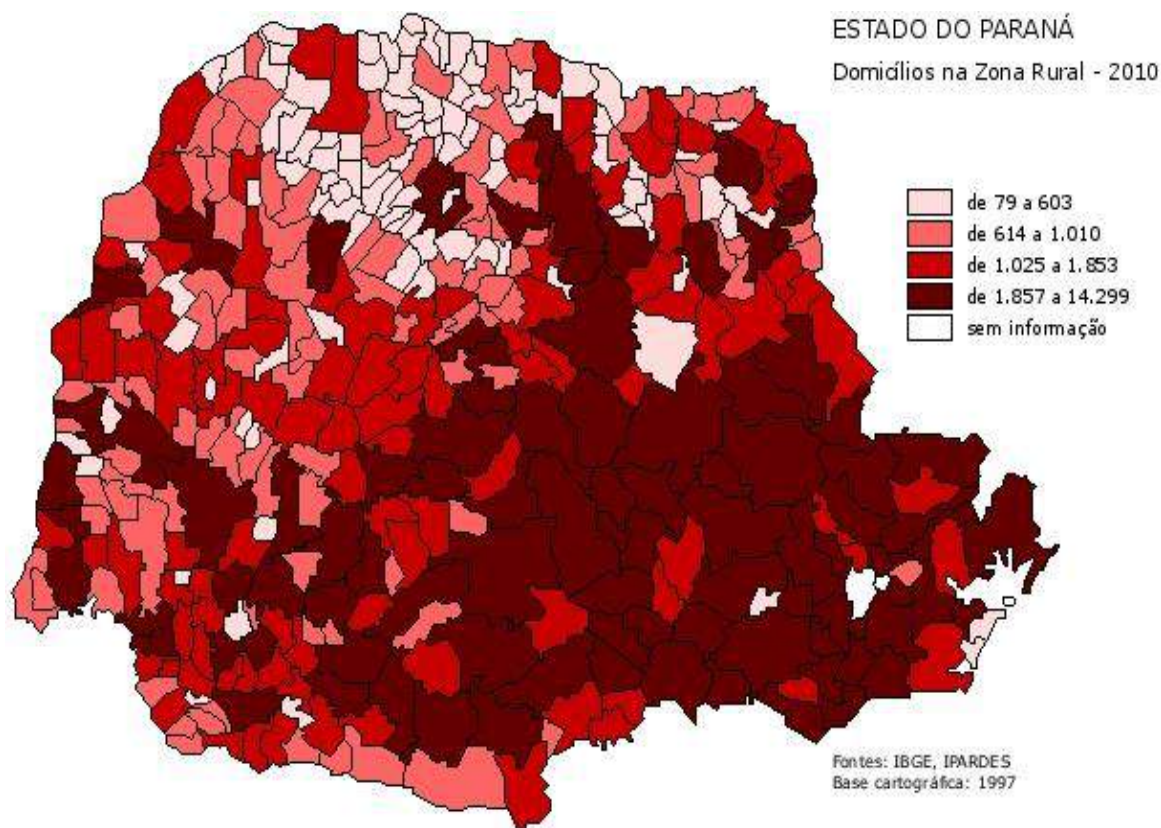 ESTADO DO PARANÁ
Domicílios na Zona Rural - 2010
de 79 a 603
de 614 a 1.010
de 1.025 a 1.853
de 1.857 a 14.299
sem informação
Fontes: IBGE, IPARDES
Base cartográfica: 1997